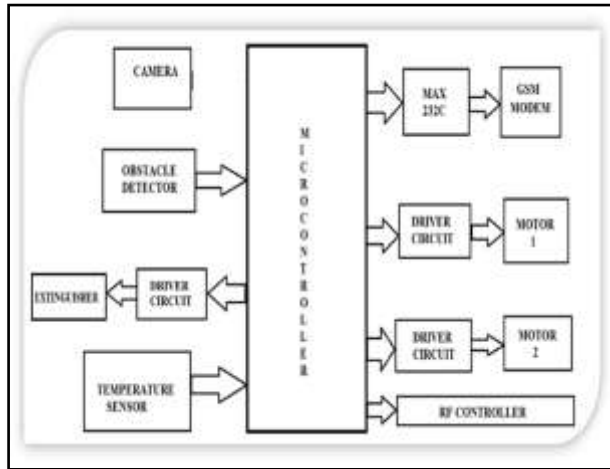 CAMERA
OBSTACLE
DETECTOR
EXTINGUISHER
DRIVER
CIRCUIT
TEMPERATURE
SENSOR
MICROCONTROLLER
MAX
232C
GSM
MODEM
DRIVER
CIRCUIT
MOTOR
1
DRIVER
CIRCUIT
MOTOR
2
RF CONTROLLER